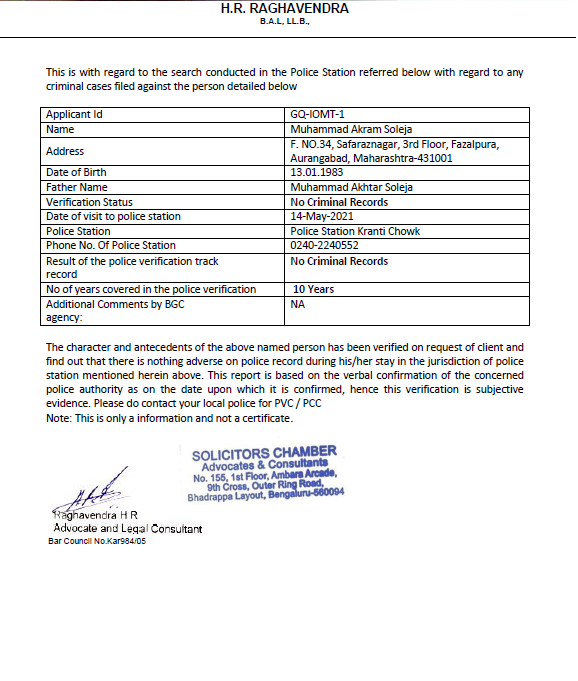 H.R. RAGHAVENDRA
B.A.L, LL.B.,
This is with regard to the search conducted in the Police Station referred below with regard to any
criminal cases filed against the person detailed below
Applicant Id GQ-IOMT-1
Name Muhammad Akram Soleja
Address F. NO.34, Safaraznagar, 3rd Floor, Fazalpura,
Aurangabad, Maharashtra-431001
Date of Birth 13.01.1983
Father Name Muhammad Akhtar Soleja
Verification Status No Criminal Records
Date of visit to police station 14-May-2021
Police Station Police Station Kranti Chowk
Phone No. Of Police Station 0240-2240552
Result of the police verification track No Criminal Records
record
No of years covered in the police verification 10 Years
Additional Comments by BGC NA
agency:
The character and antecedents of the above named person has been verified on request of client and
find out that there is nothing adverse on police record during his/her stay in the jurisdiction of police
station mentioned herein above. This report is based on the verbal confirmation of the concerned
police authority as on the date upon which it is confirmed, hence this verification is subjective
evidence. Please do contact your local police for PVC / PCC
Note: This is only a information and not a certificate.
SOLICITORS CHAMBER
Advocates & Consultants
No. 155, 1st Floor, Ambara Arcade,
9th Cross, Outer Ring Road,
Bhadrappa Layout, Bengaluru-560094
Raghavendra H R
Advocate and Legal Consultant
Bar Council No.Kar984/05